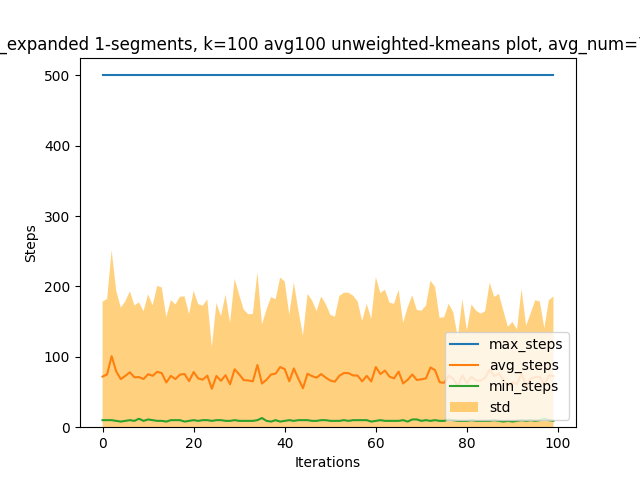 _expanded 1-segments, k=100 avg100 unweighted-kmeans plot, avg_num=
500
400
300
200
100
0
Steps
max_steps
avg_steps
min_steps
std
0 20 40 60 80 100
Iterations